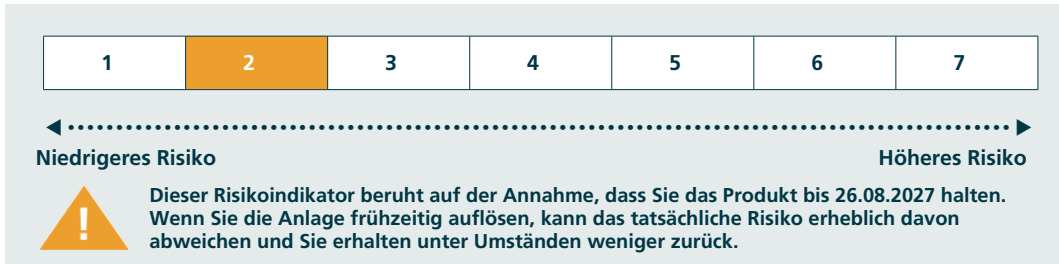 1 2 3 4 5 6 7
Niedrigeres Risiko Höheres Risiko
Dieser Risikoindikator beruht auf der Annahme, dass Sie das Produkt bis 26.08.2027 halten.
Wenn Sie die Anlage frühzeitig auflösen, kann das tatsächliche Risiko erheblich davon
abweichen und Sie erhalten unter Umständen weniger zurück.